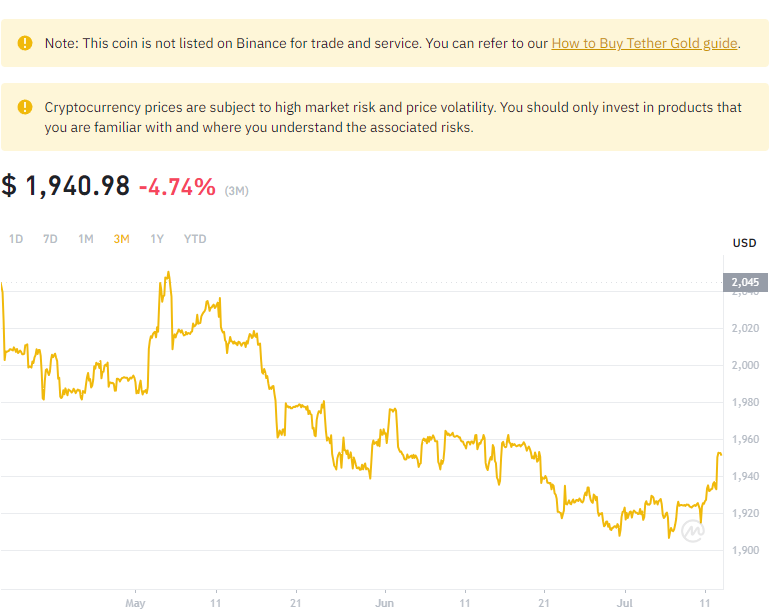 Note: This coin is not listed on Binance for trade and service. You can refer to our How to Buy Tether Gold guide.
Cryptocurrency prices are subject to high market risk and price volatility. You should only invest in products that
you are familiar with and where you understand the associated risks.
$ 1,940.98 -4.74% (3M)
1D 7D 1M 3M 1Y YTD
USD
2,045
2,040
2,020
2,000
1,980
1,960
1,940
1,920
1,900
May 11 21 Jun 11 21 Jul 11